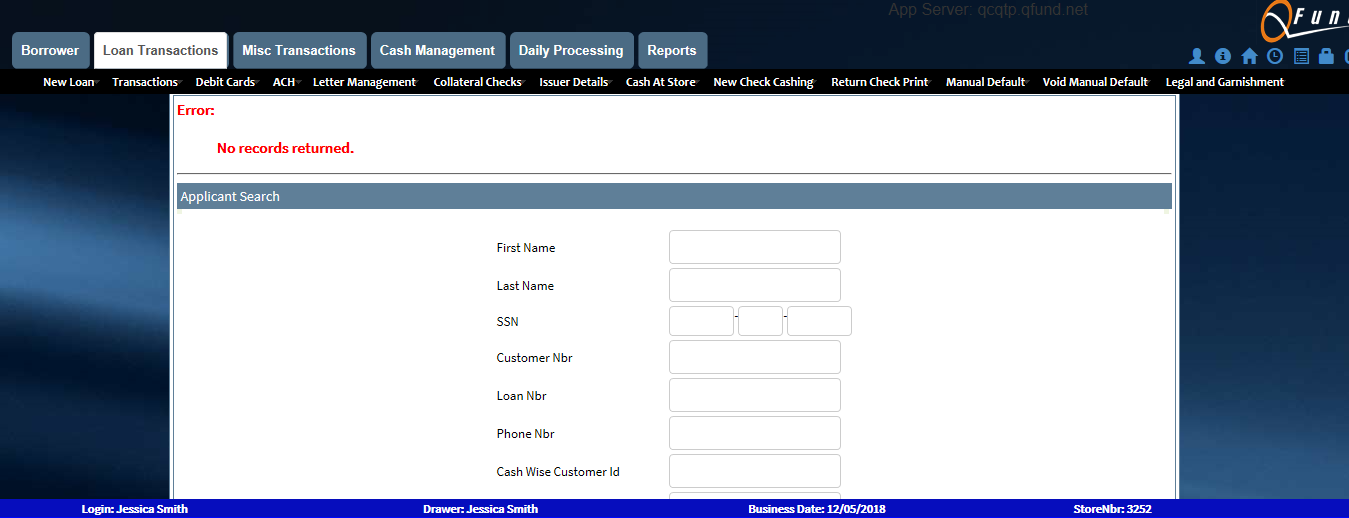 App Server: qcqtp.qfund.net
QFun
Borrower Loan Transactions Misc Transactions Cash Management Daily Processing Reports
New Loan Transactions Debit Cards ACH Letter Management Collateral Checks Issuer Details Cash At Store New Check Cashing Return Check Print Manual Default Void Manual Default Legal and Garnishment
Error:
No records returned.
Applicant Search
First Name
Last Name
SSN - -
Customer Nbr
Loan Nbr
Phone Nbr
Cash Wise Customer Id
Login: Jessica Smith Drawer: Jessica Smith Business Date: 12/05/2018 StoreNbr: 3252